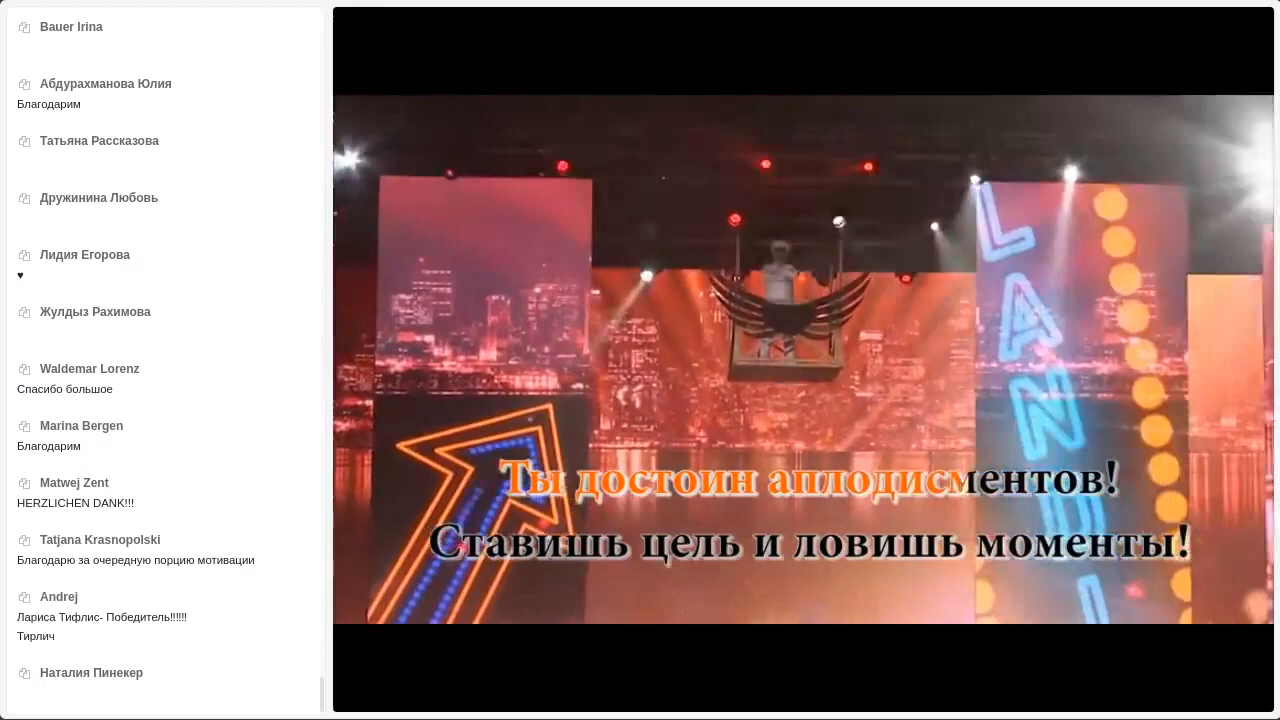 Bauer Irina
Абдурахманова Юлия
Благодарим
Татьяна Рассказова
Дружинина Любовь
Лидия Егорова
♥
Жулдыз Рахимова
Waldemar Lorenz
Спасибо большое
Marina Bergen
Благодарим
Matwej Zent
HERZLICHEN DANK!!!
Tatjana Krasnopolski
Благодарю за очередную порцию мотивации
Andrej
Лариса Тифлис- Победитель!!!!!!
Тирлич
Наталия Пинекер
LANDI
Ты достоин аплодисментов!
Ставишь цель и ловишь моменты!